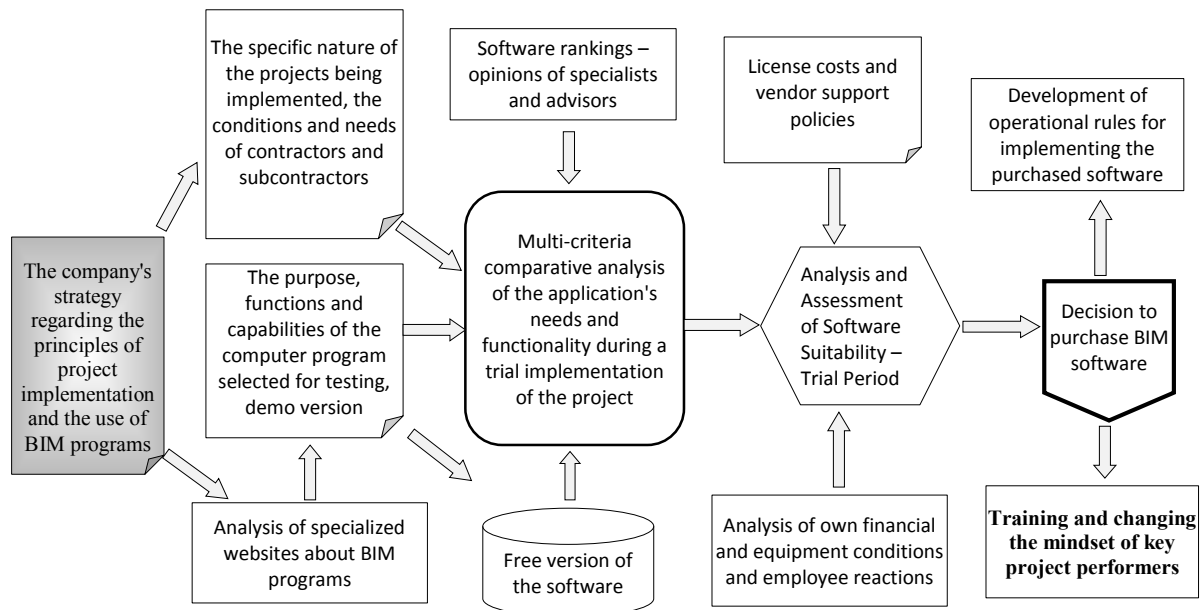 The company's
strategy
regarding the
principles of
project
implementation
and the use of
BIM programs
The specific nature of
the projects being
implemented, the
conditions and needs
of contractors and
subcontractors
The purpose,
functions and
capabilities of the
computer program
selected for testing,
demo version
Analysis of specialized
websites about BIM
programs
Software rankings –
opinions of specialists
and advisors
Multi-criteria
comparative analysis
of the application's
needs and
functionality during a
trial implementation
of the project
Free version of
the software
License costs and
vendor support
policies
Analysis and
Assessment
of Software
Suitability –
Trial Period
Analysis of own financial
and equipment conditions
and employee reactions
Development of
operational rules for
implementing the
purchased software
Decision to
purchase BIM
software
Training and changing
the mindset of key
project performers